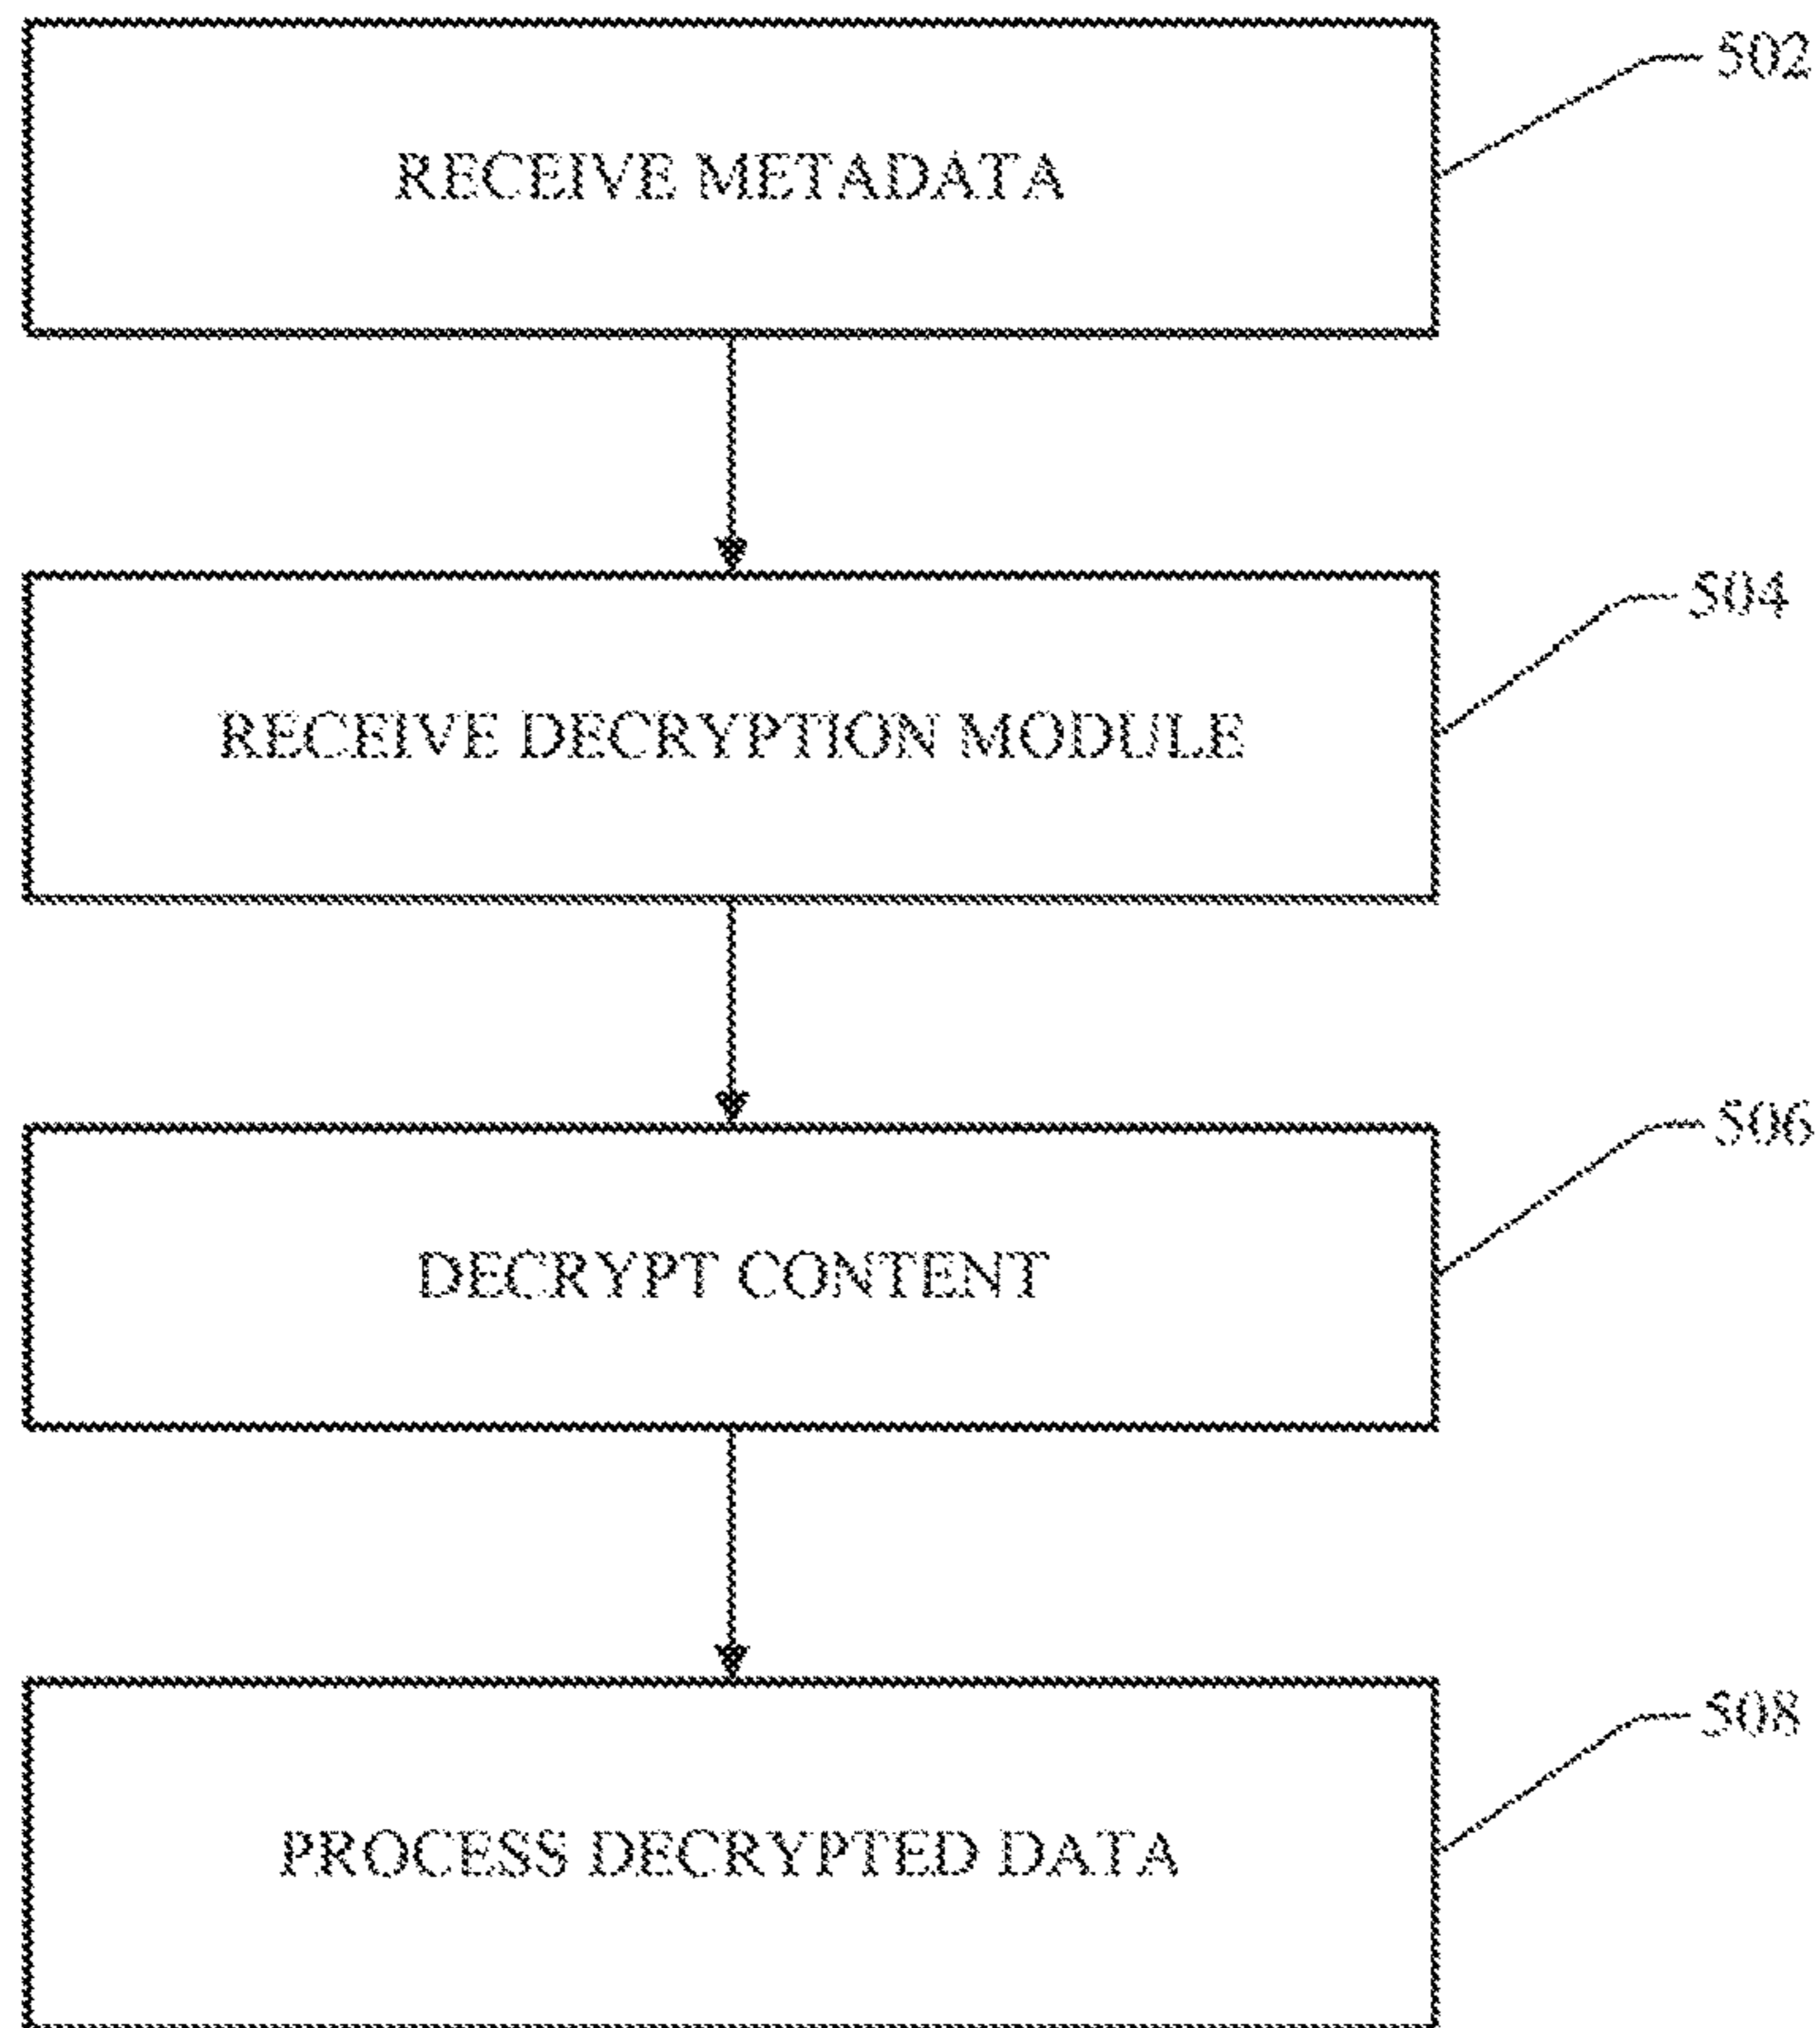 502
RECEIVE METADATA
504
RECEIVE DECRYPTION MODULE
506
DECRYPT CONTENT
508
PROCESS DECRYPTED DATA